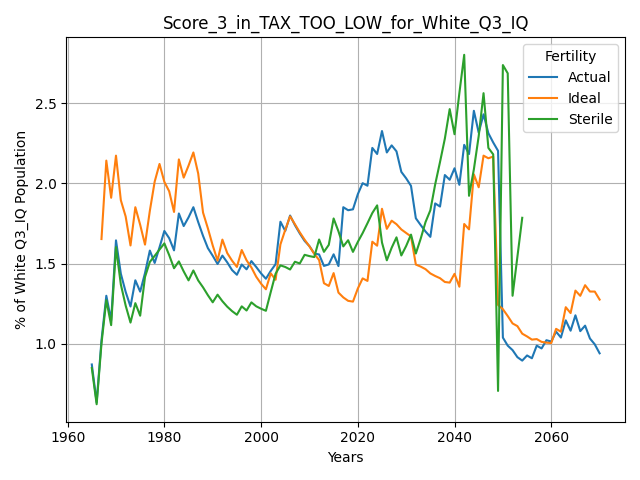 Score_3_in_TAX_TOO_LOW_for_White_Q3_IQ
Fertility
Actual
Ideal
Sterile
% of White Q3_IQ Population
2.5
2.0
1.5
1.0
1960
1980
2000
2020
2040
2060
Years